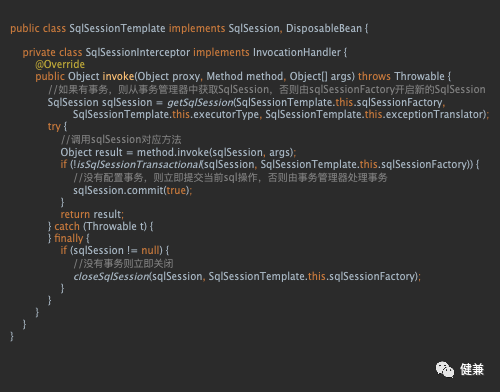 public class SqlSessionTemplate implements SqlSession, DisposableBean {
private class SqlSessionInterceptor implements InvocationHandler {
@Override
public Object invoke(Object proxy, Method method, Object[] args) throws Throwable {
//如果有事务，则从事务管理器中获取SqlSession，否则由sqlSessionFactory开启新的SqlSession
SqlSession sqlSession = getSqlSession(SqlSessionTemplate.this.sqlSessionFactory,
SqlSessionTemplate.this.executorType, SqlSessionTemplate.this.exceptionTranslator);
try {
//调用sqlSession对应方法
Object result = method.invoke(sqlSession, args);
if (!isSqlSessionTransactional(sqlSession, SqlSessionTemplate.this.sqlSessionFactory)) {
//没有配置事务，则立即提交当前sql操作，否则由事务管理器处理事务
sqlSession.commit(true);
}
return result;
} catch (Throwable t) {
} finally {
if (sqlSession != null) {
//没有事务则立即关闭
closeSqlSession(sqlSession, SqlSessionTemplate.this.sqlSessionFactory);
}
}
}
}
}
健兼